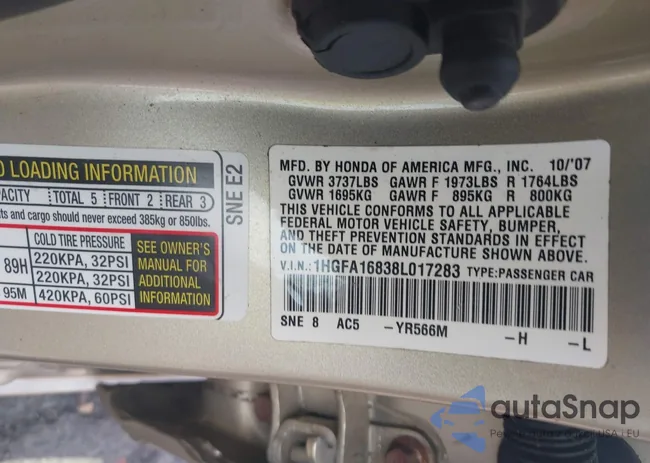 O LOADING INFORMATION
PACITY TOTAL 5 FRONT 2 REAR 3
ts and cargo should never exceed 385kg or 850lbs.
COLD TIRE PRESSURE
89H 220KPA, 32PSI
220KPA, 32PSI
95M 420KPA, 60PSI
SEE OWNER'S
MANUAL FOR
ADDITIONAL
INFORMATION
SNE E2
MFD. BY HONDA OF AMERICA MFG., INC. 10/'07
GVWR 3737LBS GAWR F 1973LBS R 1764LBS
GVWR 1695KG GAWR F 895KG R 800KG
THIS VEHICLE CONFORMS TO ALL APPLICABLE
FEDERAL MOTOR VEHICLE SAFETY, BUMPER,
AND THEFT PREVENTION STANDARDS IN EFFECT
ON THE DATE OF MANUFACTURE SHOWN ABOVE.
V.I.N.: 1HGFA16838L017283 TYPE:PASSENGER CAR
SNE 8 AC5 -YR566M -H -L
autoSnap
USA | EU